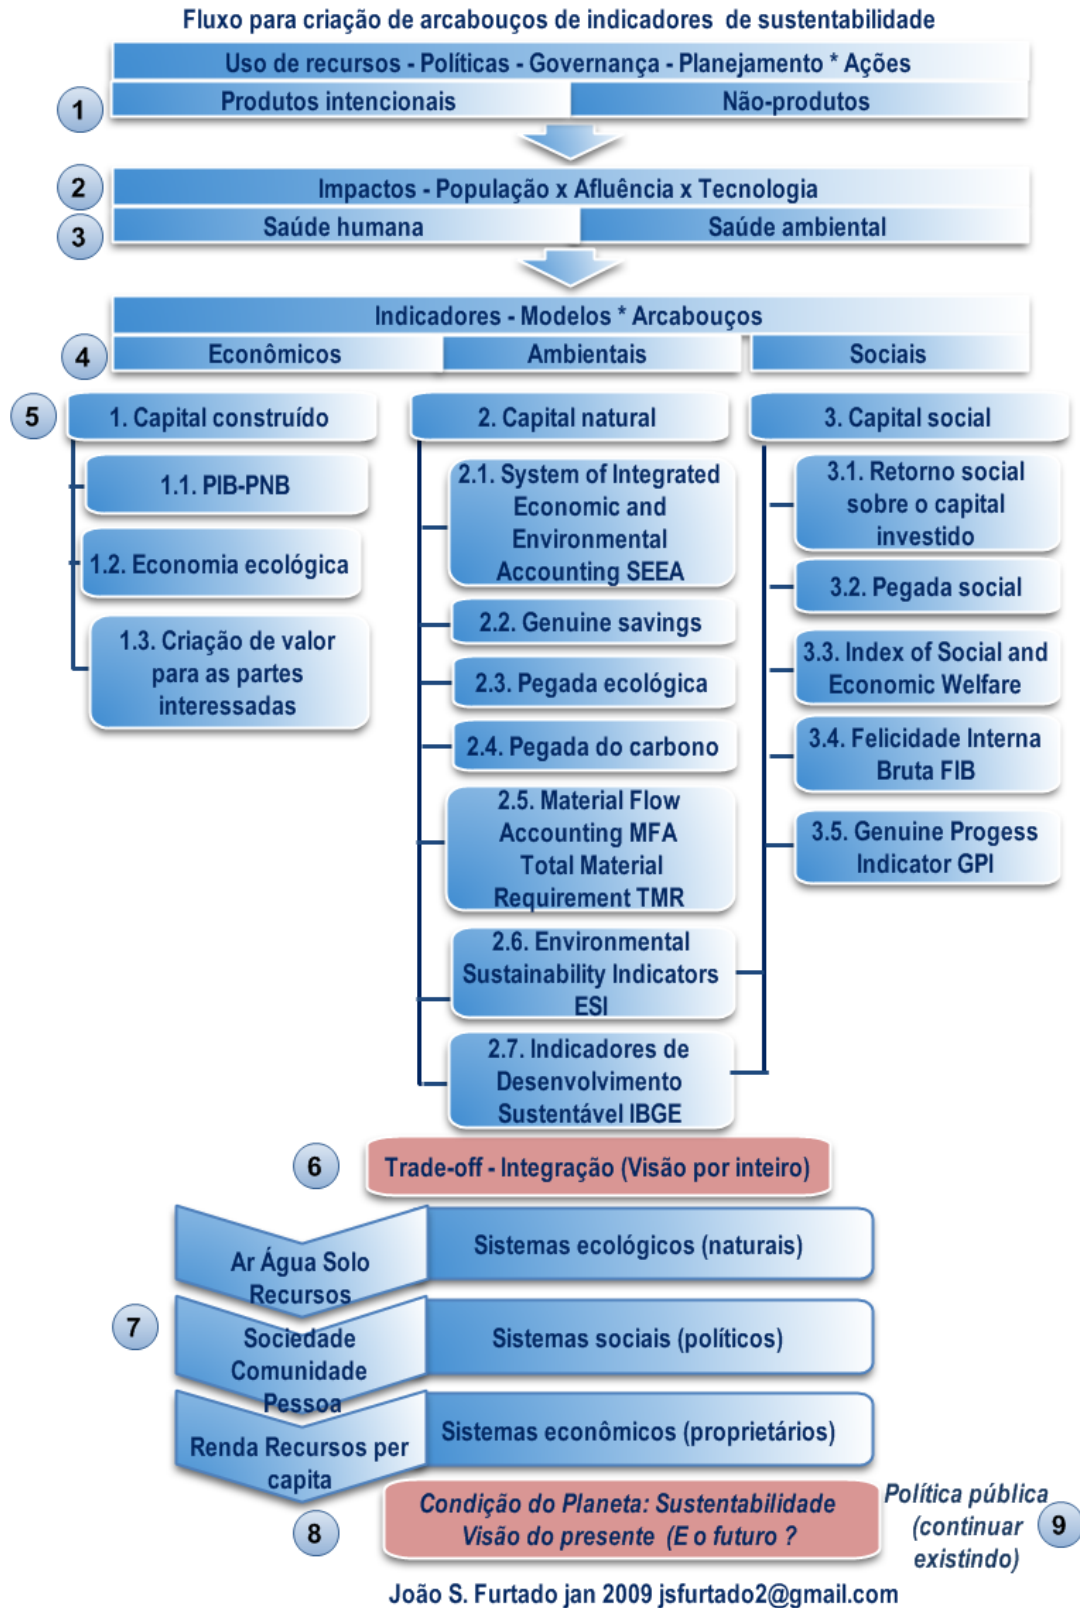 Fluxo para criação de arcabouços de indicadores de sustentabilidade
Uso de recursos - Políticas - Governança - Planejamento * Ações
1
Produtos intencionais
Não-produtos
2
Impactos - População x Afluência x Tecnologia
3
Saúde humana
Saúde ambiental
Indicadores - Modelos * Arcabouços
4
Econômicos
Ambientais
Sociais
5
1. Capital construído
1.1. PIB-PNB
1.2. Economia ecológica
1.3. Criação de valor
para as partes
interessadas
2. Capital natural
2.1. System of Integrated
Economic and
Environmental
Accounting SEEA
2.2. Genuine savings
2.3. Pegada ecológica
2.4. Pegada do carbono
2.5. Material Flow
Accounting MFA
Total Material
Requirement TMR
2.6. Environmental
Sustainability Indicators
ESI
2.7. Indicadores de
Desenvolvimento
Sustentável IBGE
3. Capital social
3.1. Retorno social
sobre o capital
investido
3.2. Pegada social
3.3. Index of Social and
Economic Welfare
3.4. Felicidade Interna
Bruta FIB
3.5. Genuine Progess
Indicator GPI
6
Trade-off - Integração (Visão por inteiro)
Ar Água Solo
Recursos
Sistemas ecológicos (naturais)
7
Sociedade
Comunidade
Pessoa
Sistemas sociais (políticos)
Renda Recursos per
capita
Sistemas econômicos (proprietários)
8
Condição do Planeta: Sustentabilidade
Visão do presente (E o futuro ?
Política pública
(continuar
existindo)
9
João S. Furtado jan 2009 jsfurtado2@gmail.com